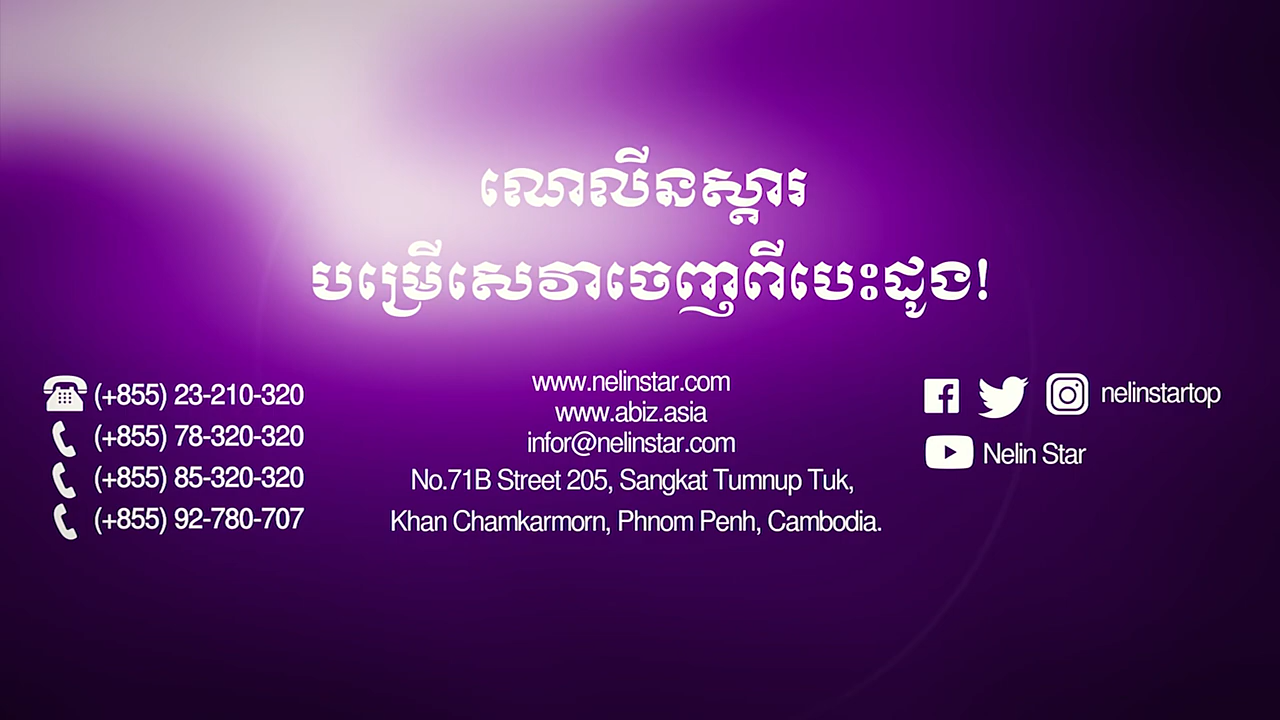 ណេលីនស្តារ
បម្រើសេវាចេញពីបេះដូង!
(+855) 23-210-320
(+855) 78-320-320
(+855) 85-320-320
(+855) 92-780-707
www.nelinstar.com
www.abiz.asia
infor@nelinstar.com
No.71B Street 205, Sangkat Tumnup Tuk,
Khan Chamkarmorn, Phnom Penh, Cambodia.
nelinstartop
Nelin Star